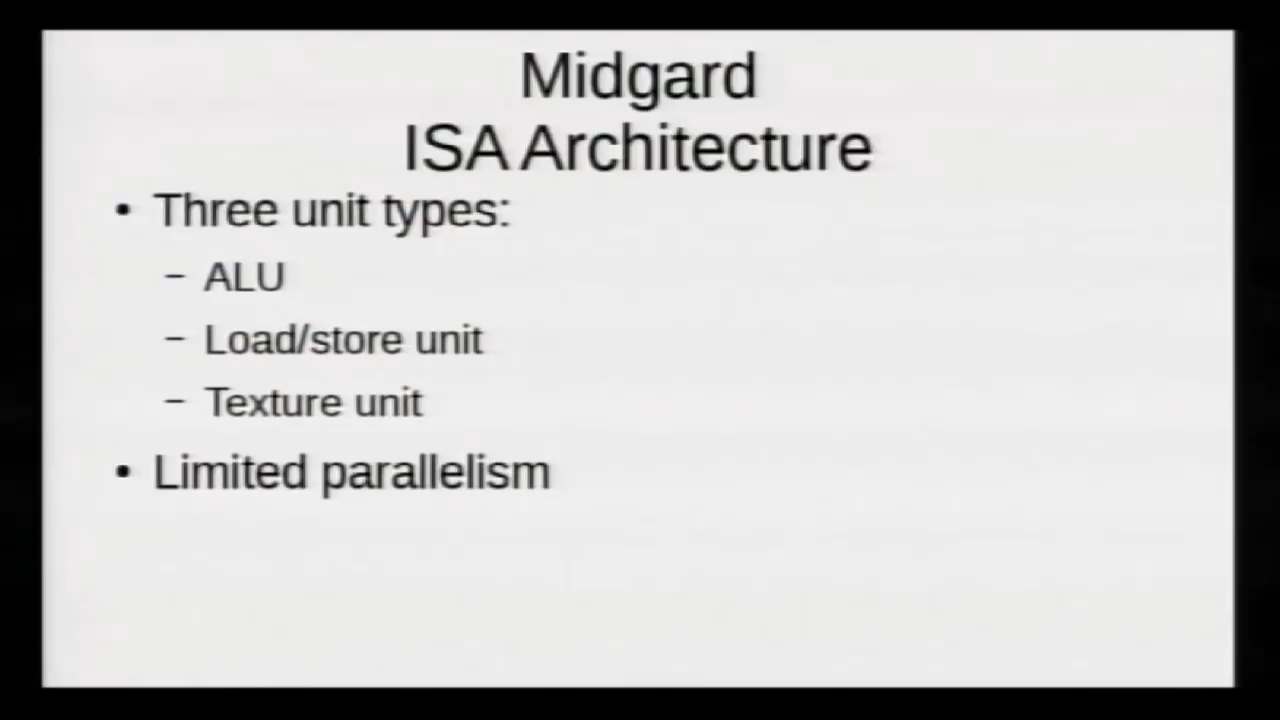 Midgard
ISA Architecture
• Three unit types:
– ALU
– Load/store unit
– Texture unit
• Limited parallelism